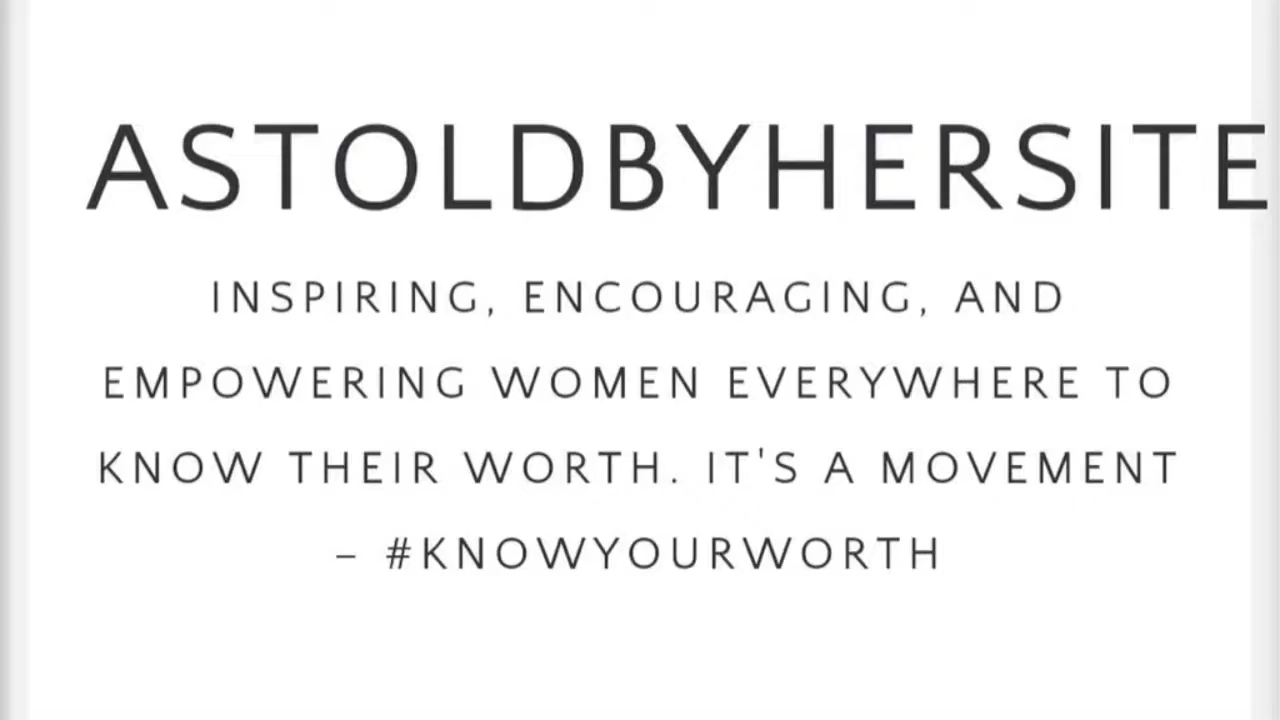 ASTOLDBYHERSITE
INSPIRING, ENCOURAGING, AND
EMPOWERING WOMEN EVERYWHERE TO
KNOW THEIR WORTH. IT'S A MOVEMENT
– #KNOWYOURWORTH